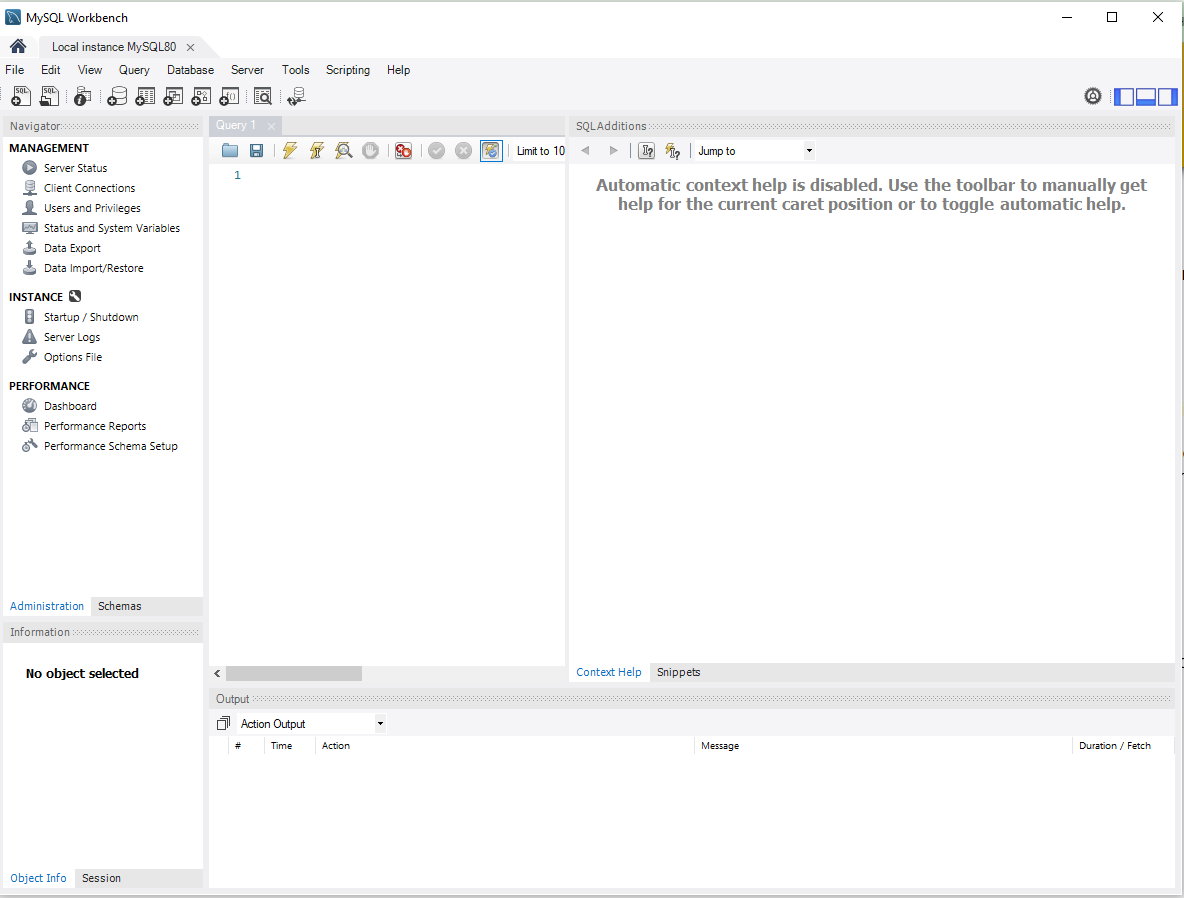 MySQL Workbench
Local instance MySQL80
File Edit View Query Database Server Tools Scripting Help
Navigator
MANAGEMENT
Server Status
Client Connections
Users and Privileges
Status and System Variables
Data Export
Data Import/Restore
INSTANCE
Startup / Shutdown
Server Logs
Options File
PERFORMANCE
Dashboard
Performance Reports
Performance Schema Setup
Administration Schemas
Information
No object selected
Object Info Session
Query 1
Limit to 10
1
SQLAdditions
Jump to
Automatic context help is disabled. Use the toolbar to manually get
help for the current caret position or to toggle automatic help.
Context Help Snippets
Output
Action Output
# Time Action Message Duration / Fetch